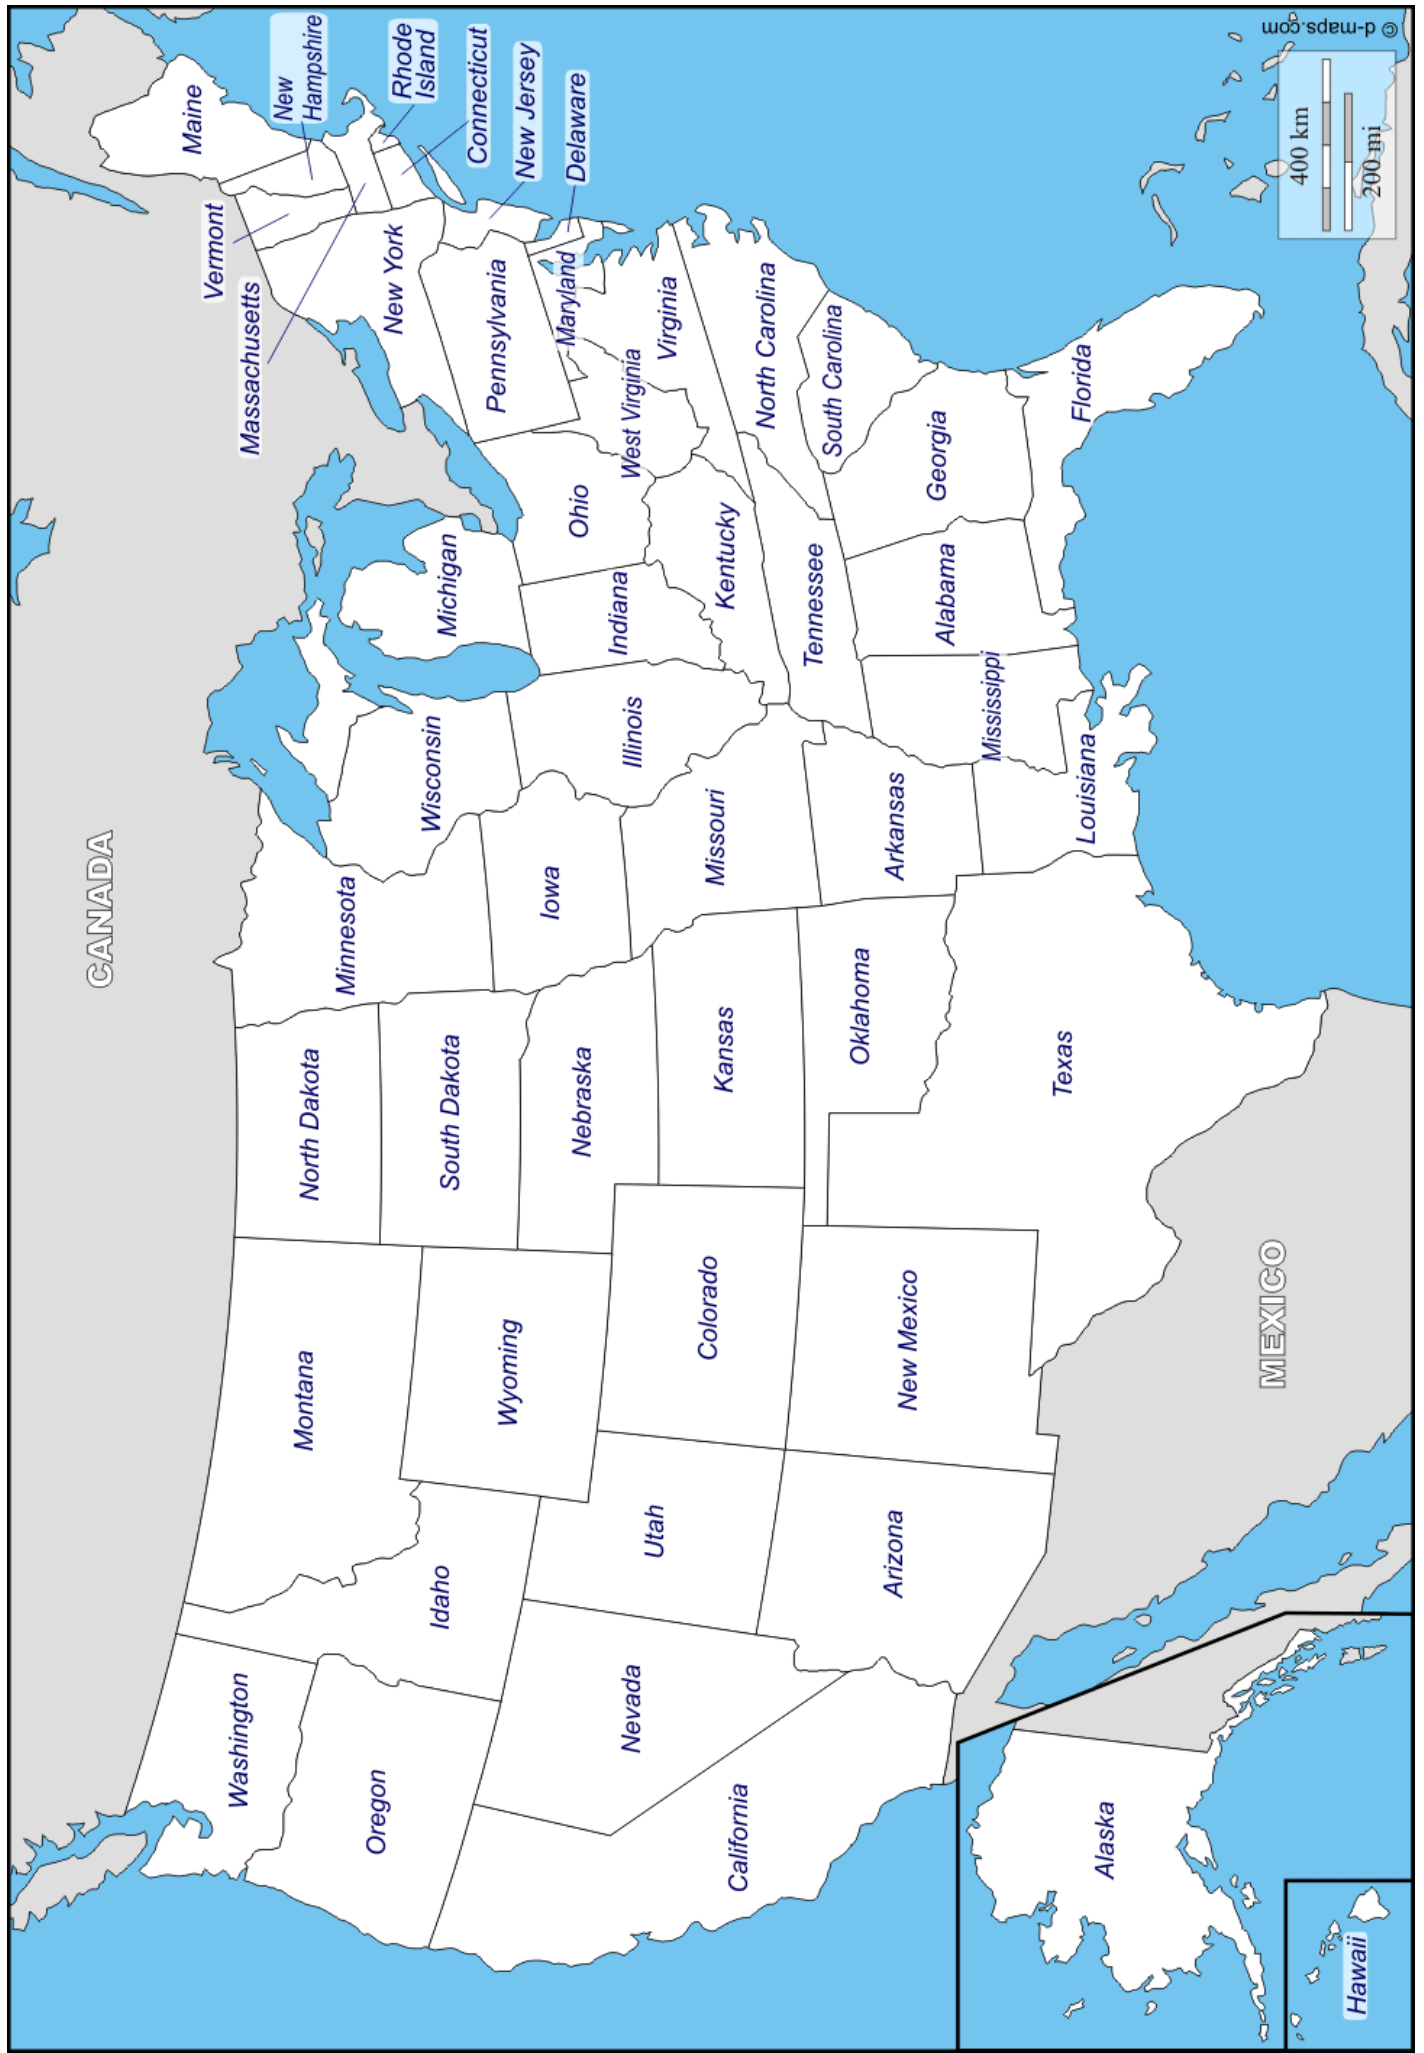 CANADA
Washington
Oregon
California
Nevada
Idaho
Montana
Wyoming
Utah
Arizona
Colorado
New Mexico
North Dakota
South Dakota
Nebraska
Kansas
Oklahoma
Texas
Minnesota
Iowa
Missouri
Arkansas
Louisiana
Wisconsin
Illinois
Mississippi
Michigan
Indiana
Kentucky
Tennessee
Alabama
Ohio
West Virginia
Georgia
Florida
South Carolina
North Carolina
Virginia
Maryland
Pennsylvania
New York
Massachusetts
Vermont
Maine
New
Hampshire
Rhode
Island
Connecticut
New Jersey
Delaware
MEXICO
Alaska
Hawaii
400 km
200 mi
© d-maps.com